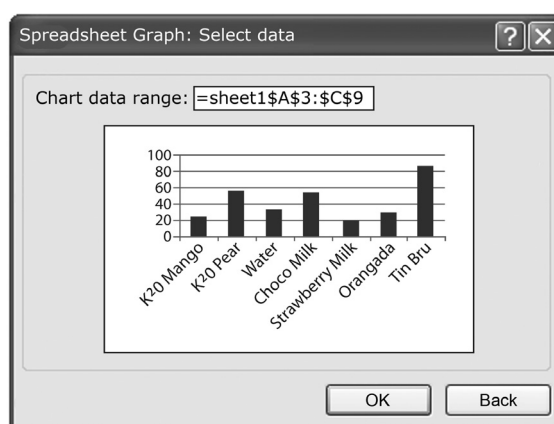 Spreadsheet Graph: Select data
?
X
Chart data range: =sheet1$A$3:$C$9
100
80
60
40
20
0
K²0 Mango
K²0 Pear
Water
Choco Milk
Strawberry Milk
Orangada
Tin Bru
OK
Back